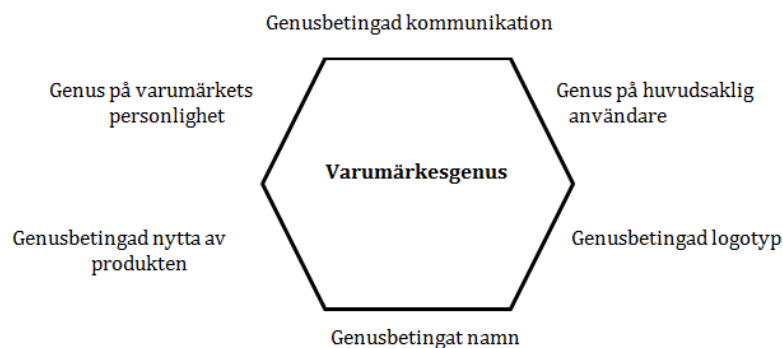 Genusbetingad kommunikation
Genus på varumärkets
personlighet
Genus på huvudsaklig
användare
Varumärkesgenus
Genusbetingad nytta av
produkten
Genusbetingad logotyp
Genusbetingat namn